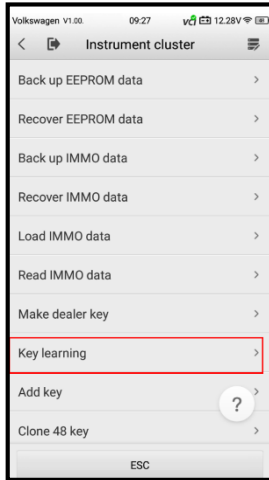 Volkswagen V1.00. 09:27 vci 12.28V
Instrument cluster
Back up EEPROM data
Recover EEPROM data
Back up IMMO data
Recover IMMO data
Load IMMO data
Read IMMO data
Make dealer key
Key learning
Add key
?
Clone 48 key
ESC